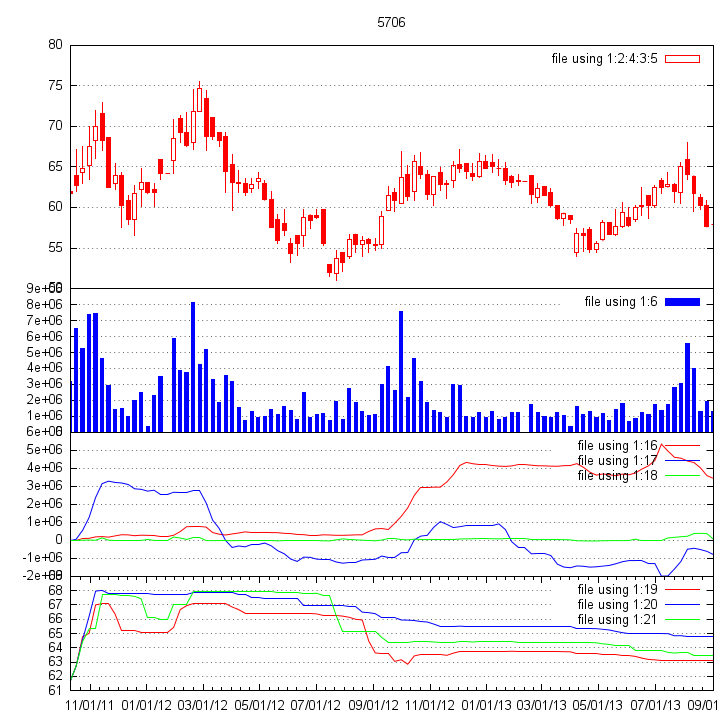 5706
80
file using 1:2:4:3:5
75
70
65
60
55
50
9e+06
file using 1:6
8e+06
7e+06
6e+06
5e+06
4e+06
3e+06
2e+06
1e+06
0
6e+06
file using 1:16
5e+06
file using 1:17
4e+06
file using 1:18
3e+06
2e+06
1e+06
0
-1e+06
-2e+06
68
file using 1:19
67
file using 1:20
66
file using 1:21
65
64
63
62
61
11/01/11 01/01/12 03/01/12 05/01/12 07/01/12 09/01/12 11/01/12 01/01/13 03/01/13 05/01/13 07/01/13 09/01